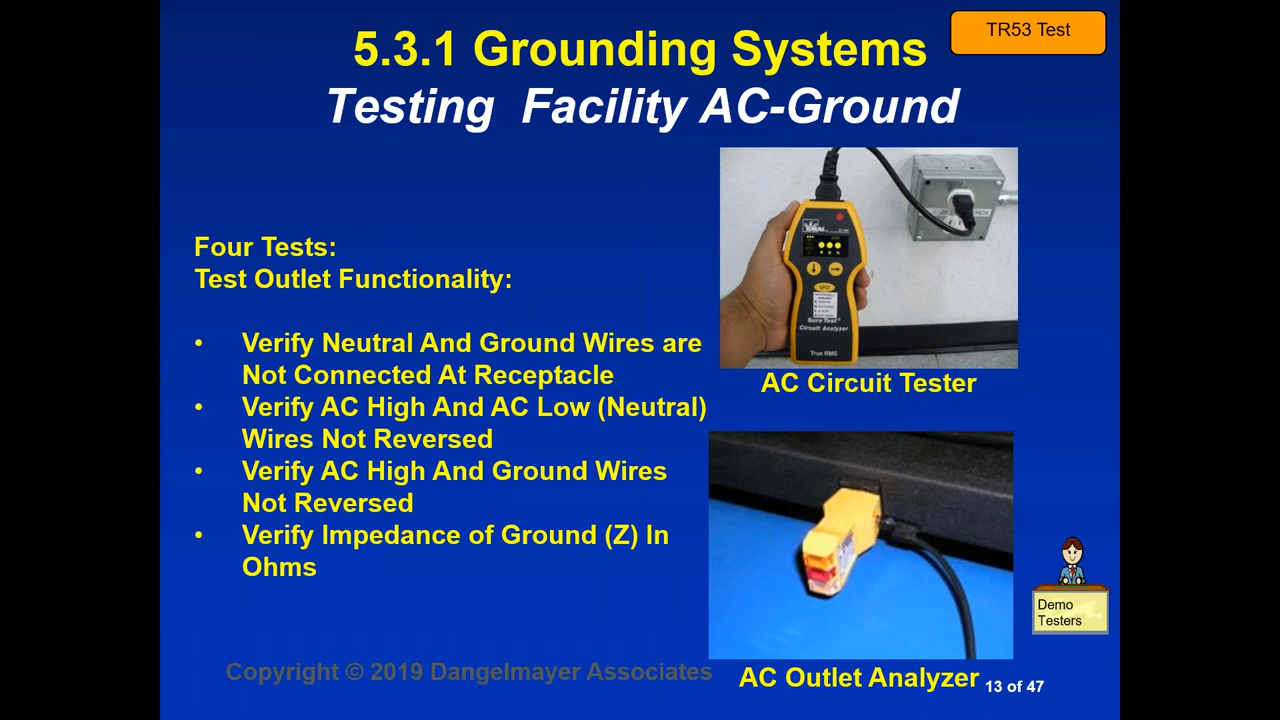 5.3.1 Grounding Systems
TR53 Test
Testing Facility AC-Ground
Four Tests:
Test Outlet Functionality:
• Verify Neutral And Ground Wires are
Not Connected At Receptacle
• Verify AC High And AC Low (Neutral)
Wires Not Reversed
• Verify AC High And Ground Wires
Not Reversed
• Verify Impedance of Ground (Z) In
Ohms
IDEAL
SureTest®
Circuit Analyzer
True RMS
AC Circuit Tester
Demo
Testers
Copyright © 2019 Dangelmayer Associates
AC Outlet Analyzer
13 of 47